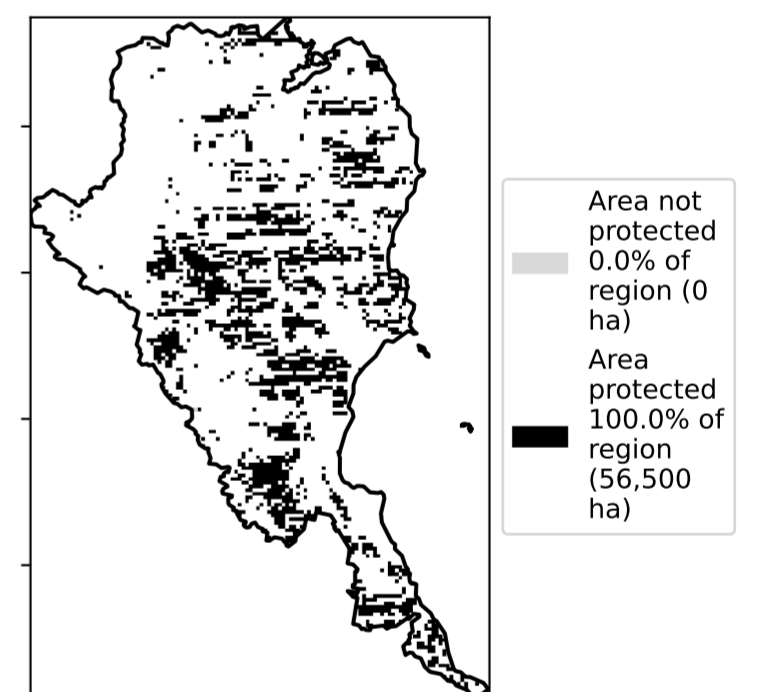 Area not
protected
0.0% of
region (0
ha)
Area
protected
100.0% of
region
(56,500
ha)